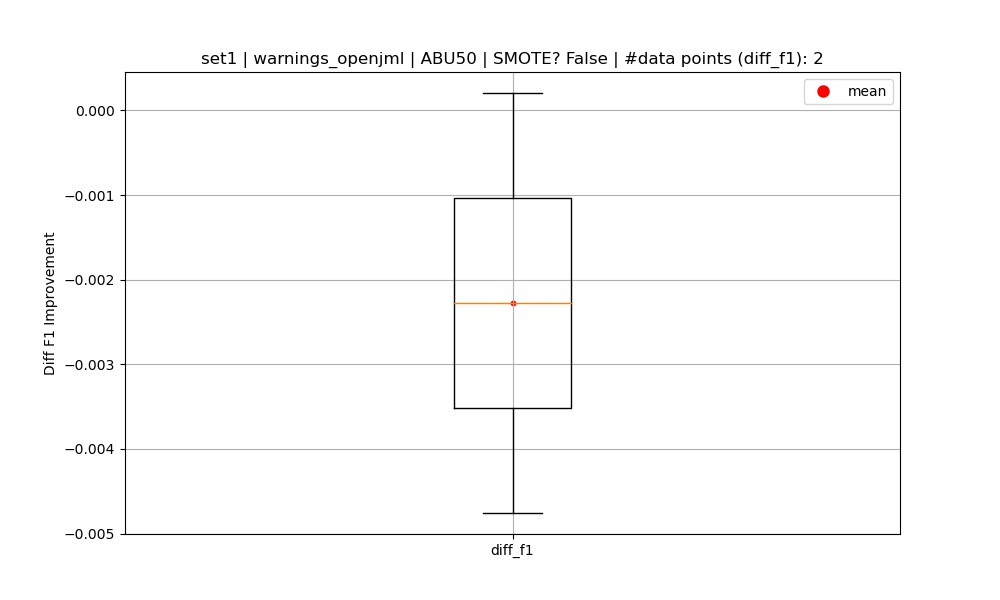 set1 | warnings_openjml | ABU50 | SMOTE? False | #data points (diff_f1): 2
mean
0.000
−0.001
−0.002
−0.003
−0.004
−0.005
Diff F1 Improvement
diff_f1